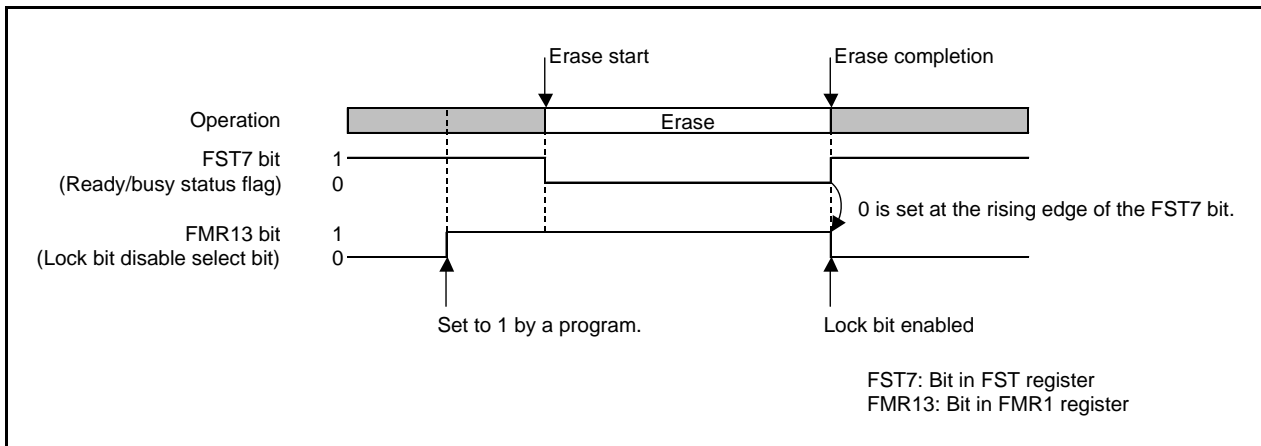 Erase start
Erase completion
Operation
Erase
FST7 bit
(Ready/busy status flag)
1
0
0 is set at the rising edge of the FST7 bit.
FMR13 bit
(Lock bit disable select bit)
1
0
Set to 1 by a program.
Lock bit enabled
FST7: Bit in FST register
FMR13: Bit in FMR1 register